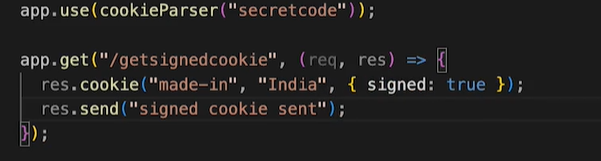 app.use(cookieParser("secretcode"));
app.get("/getsignedcookie", (req, res) => {
res.cookie("made-in", "India", { signed: true });
res.send("signed cookie sent");
});